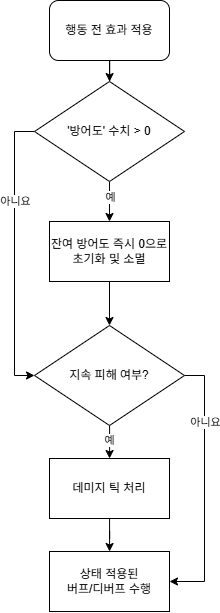 행동 전 효과 적용
'방어도' 수치 > 0
아니요
예
잔여 방어도 즉시 0으로
초기화 및 소멸
지속 피해 여부?
아니요
예
데미지 틱 처리
상태 적용된
버프/디버프 수행